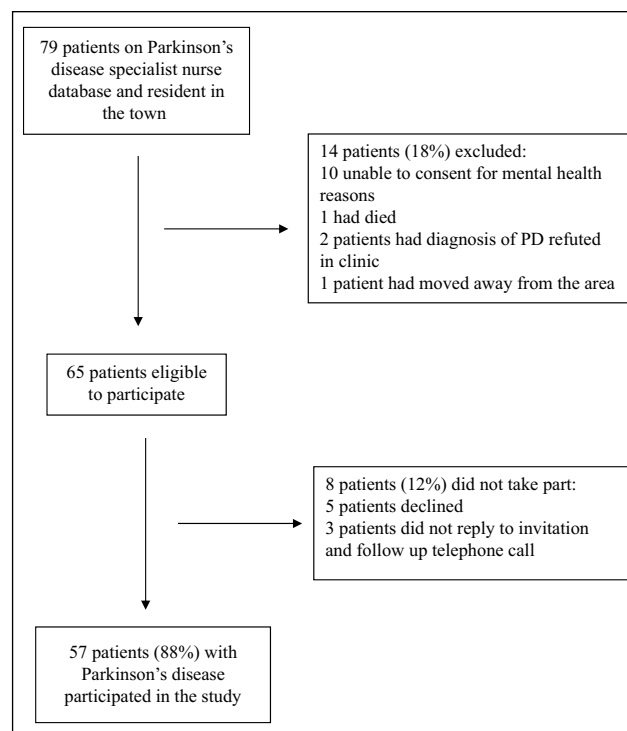 79 patients on Parkinson’s
disease specialist nurse
database and resident in
the town
14 patients (18%) excluded:
10 unable to consent for mental health
reasons
1 had died
2 patients had diagnosis of PD refuted
in clinic
1 patient had moved away from the area
65 patients eligible
to participate
8 patients (12%) did not take part:
5 patients declined
3 patients did not reply to invitation
and follow up telephone call
57 patients (88%) with
Parkinson’s disease
participated in the study